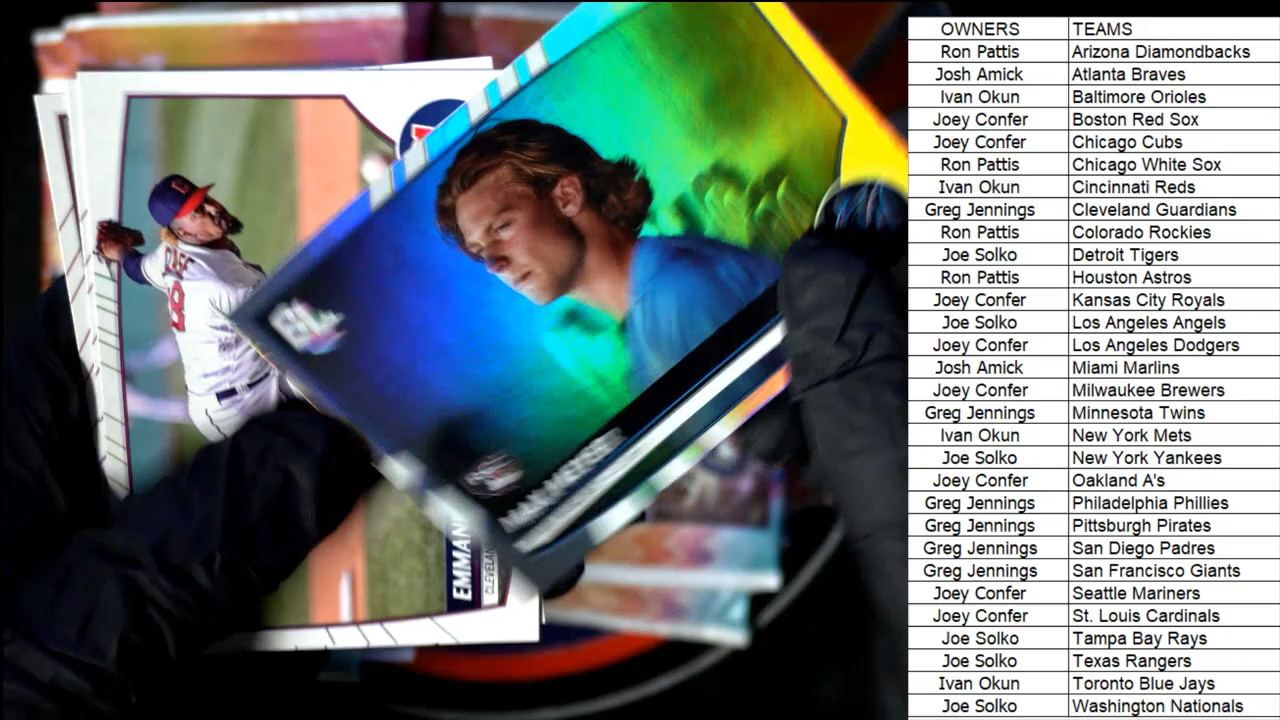 OWNERS TEAMS
Ron Pattis Arizona Diamondbacks
Josh Amick Atlanta Braves
Ivan Okun Baltimore Orioles
Joey Confer Boston Red Sox
Joey Confer Chicago Cubs
Ron Pattis Chicago White Sox
Ivan Okun Cincinnati Reds
Greg Jennings Cleveland Guardians
Ron Pattis Colorado Rockies
Joe Solko Detroit Tigers
Ron Pattis Houston Astros
Joey Confer Kansas City Royals
Joe Solko Los Angeles Angels
Joey Confer Los Angeles Dodgers
Josh Amick Miami Marlins
Joey Confer Milwaukee Brewers
Greg Jennings Minnesota Twins
Ivan Okun New York Mets
Joe Solko New York Yankees
Joey Confer Oakland A's
Greg Jennings Philadelphia Phillies
Greg Jennings Pittsburgh Pirates
Greg Jennings San Diego Padres
Greg Jennings San Francisco Giants
Joey Confer Seattle Mariners
Joey Confer St. Louis Cardinals
Joe Solko Tampa Bay Rays
Joe Solko Texas Rangers
Ivan Okun Toronto Blue Jays
Joe Solko Washington Nationals
EMMAN
CLEVELAN